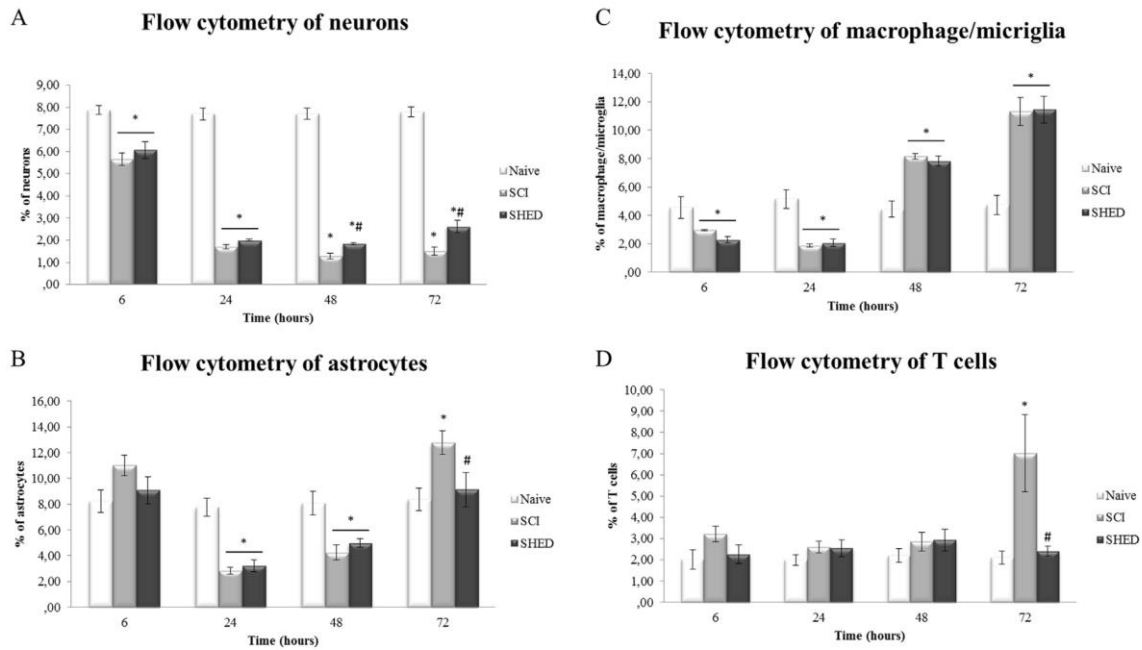 A
Flow cytometry of neurons
% of neurons
9,00
8,00
7,00
6,00
5,00
4,00
3,00
2,00
1,00
,00
*
*
*
*#
*
*#
6 24 48 72
Time (hours)
Naive
SCI
SHED
B
Flow cytometry of astrocytes
% of astrocytes
16,00
14,00
12,00
10,00
8,00
6,00
4,00
2,00
,00
*
*
*
#
6 24 48 72
Time (hours)
Naive
SCI
SHED
C
Flow cytometry of macrophage/micriglia
% of macrophage/microglia
14,00
12,00
10,00
8,00
6,00
4,00
2,00
,00
*
*
*
*
6 24 48 72
Time (hours)
Naive
SCI
SHED
D
Flow cytometry of T cells
% of T cells
10,00
9,00
8,00
7,00
6,00
5,00
4,00
3,00
2,00
1,00
,00
*
#
6 24 48 72
Time (hours)
Naive
SCI
SHED